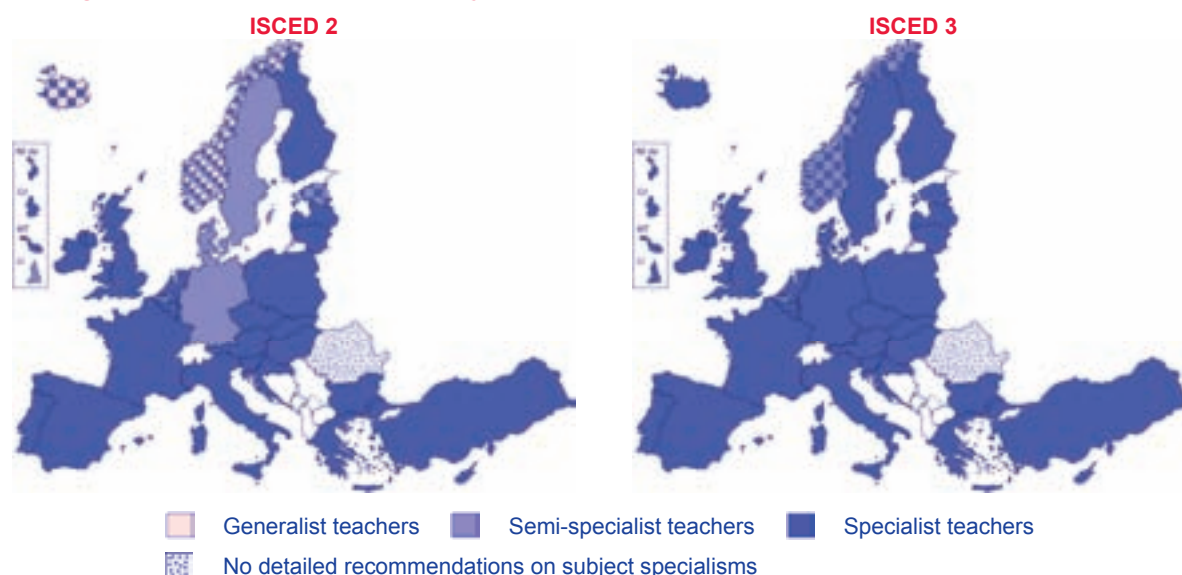 ISCED 2
ISCED 3
Generalist teachers
Semi-specialist teachers
Specialist teachers
No detailed recommendations on subject specialisms